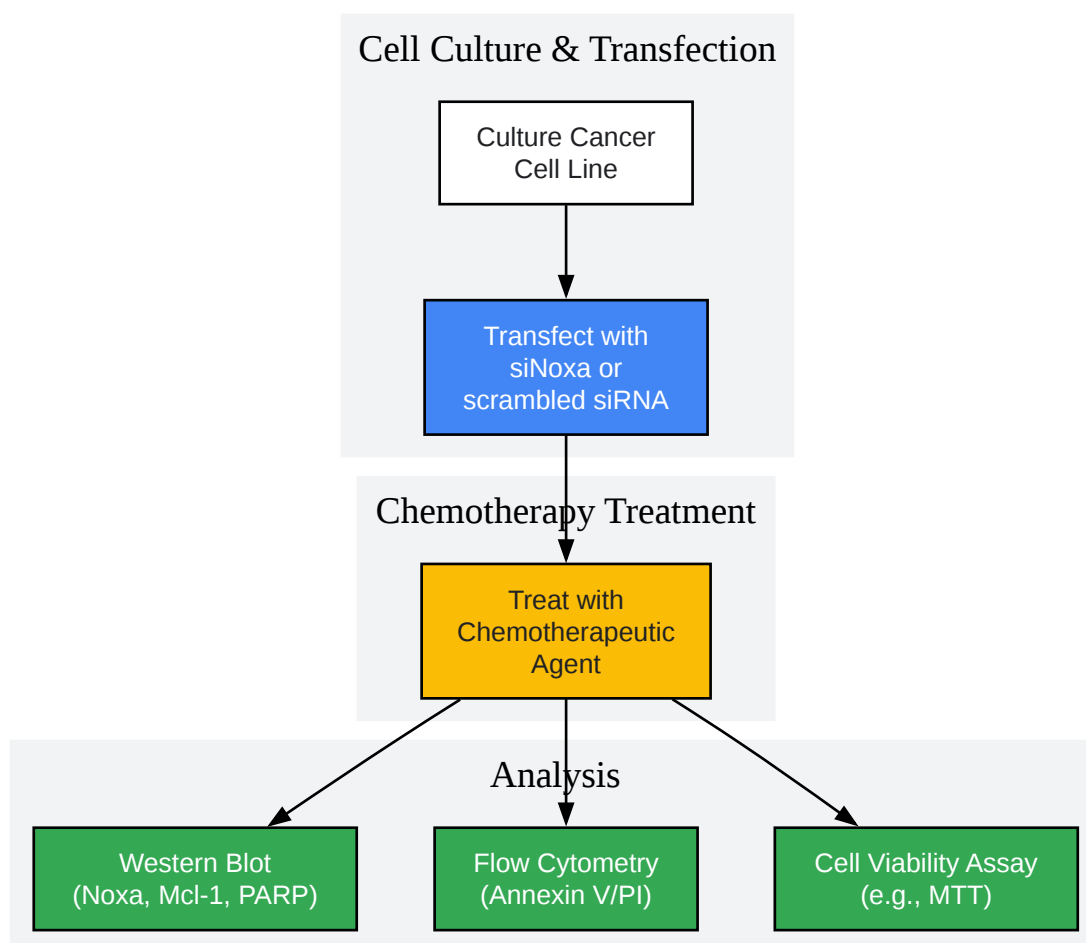 Cell Culture & Transfection
Culture Cancer
Cell Line
Transfect with
siNoxa or
scrambled siRNA
Chemotherapy Treatment
Treat with
Chemotherapeutic
Agent
Analysis
Western Blot
(Noxa, Mcl-1, PARP)
Flow Cytometry
(Annexin V/PI)
Cell Viability Assay
(e.g., MTT)